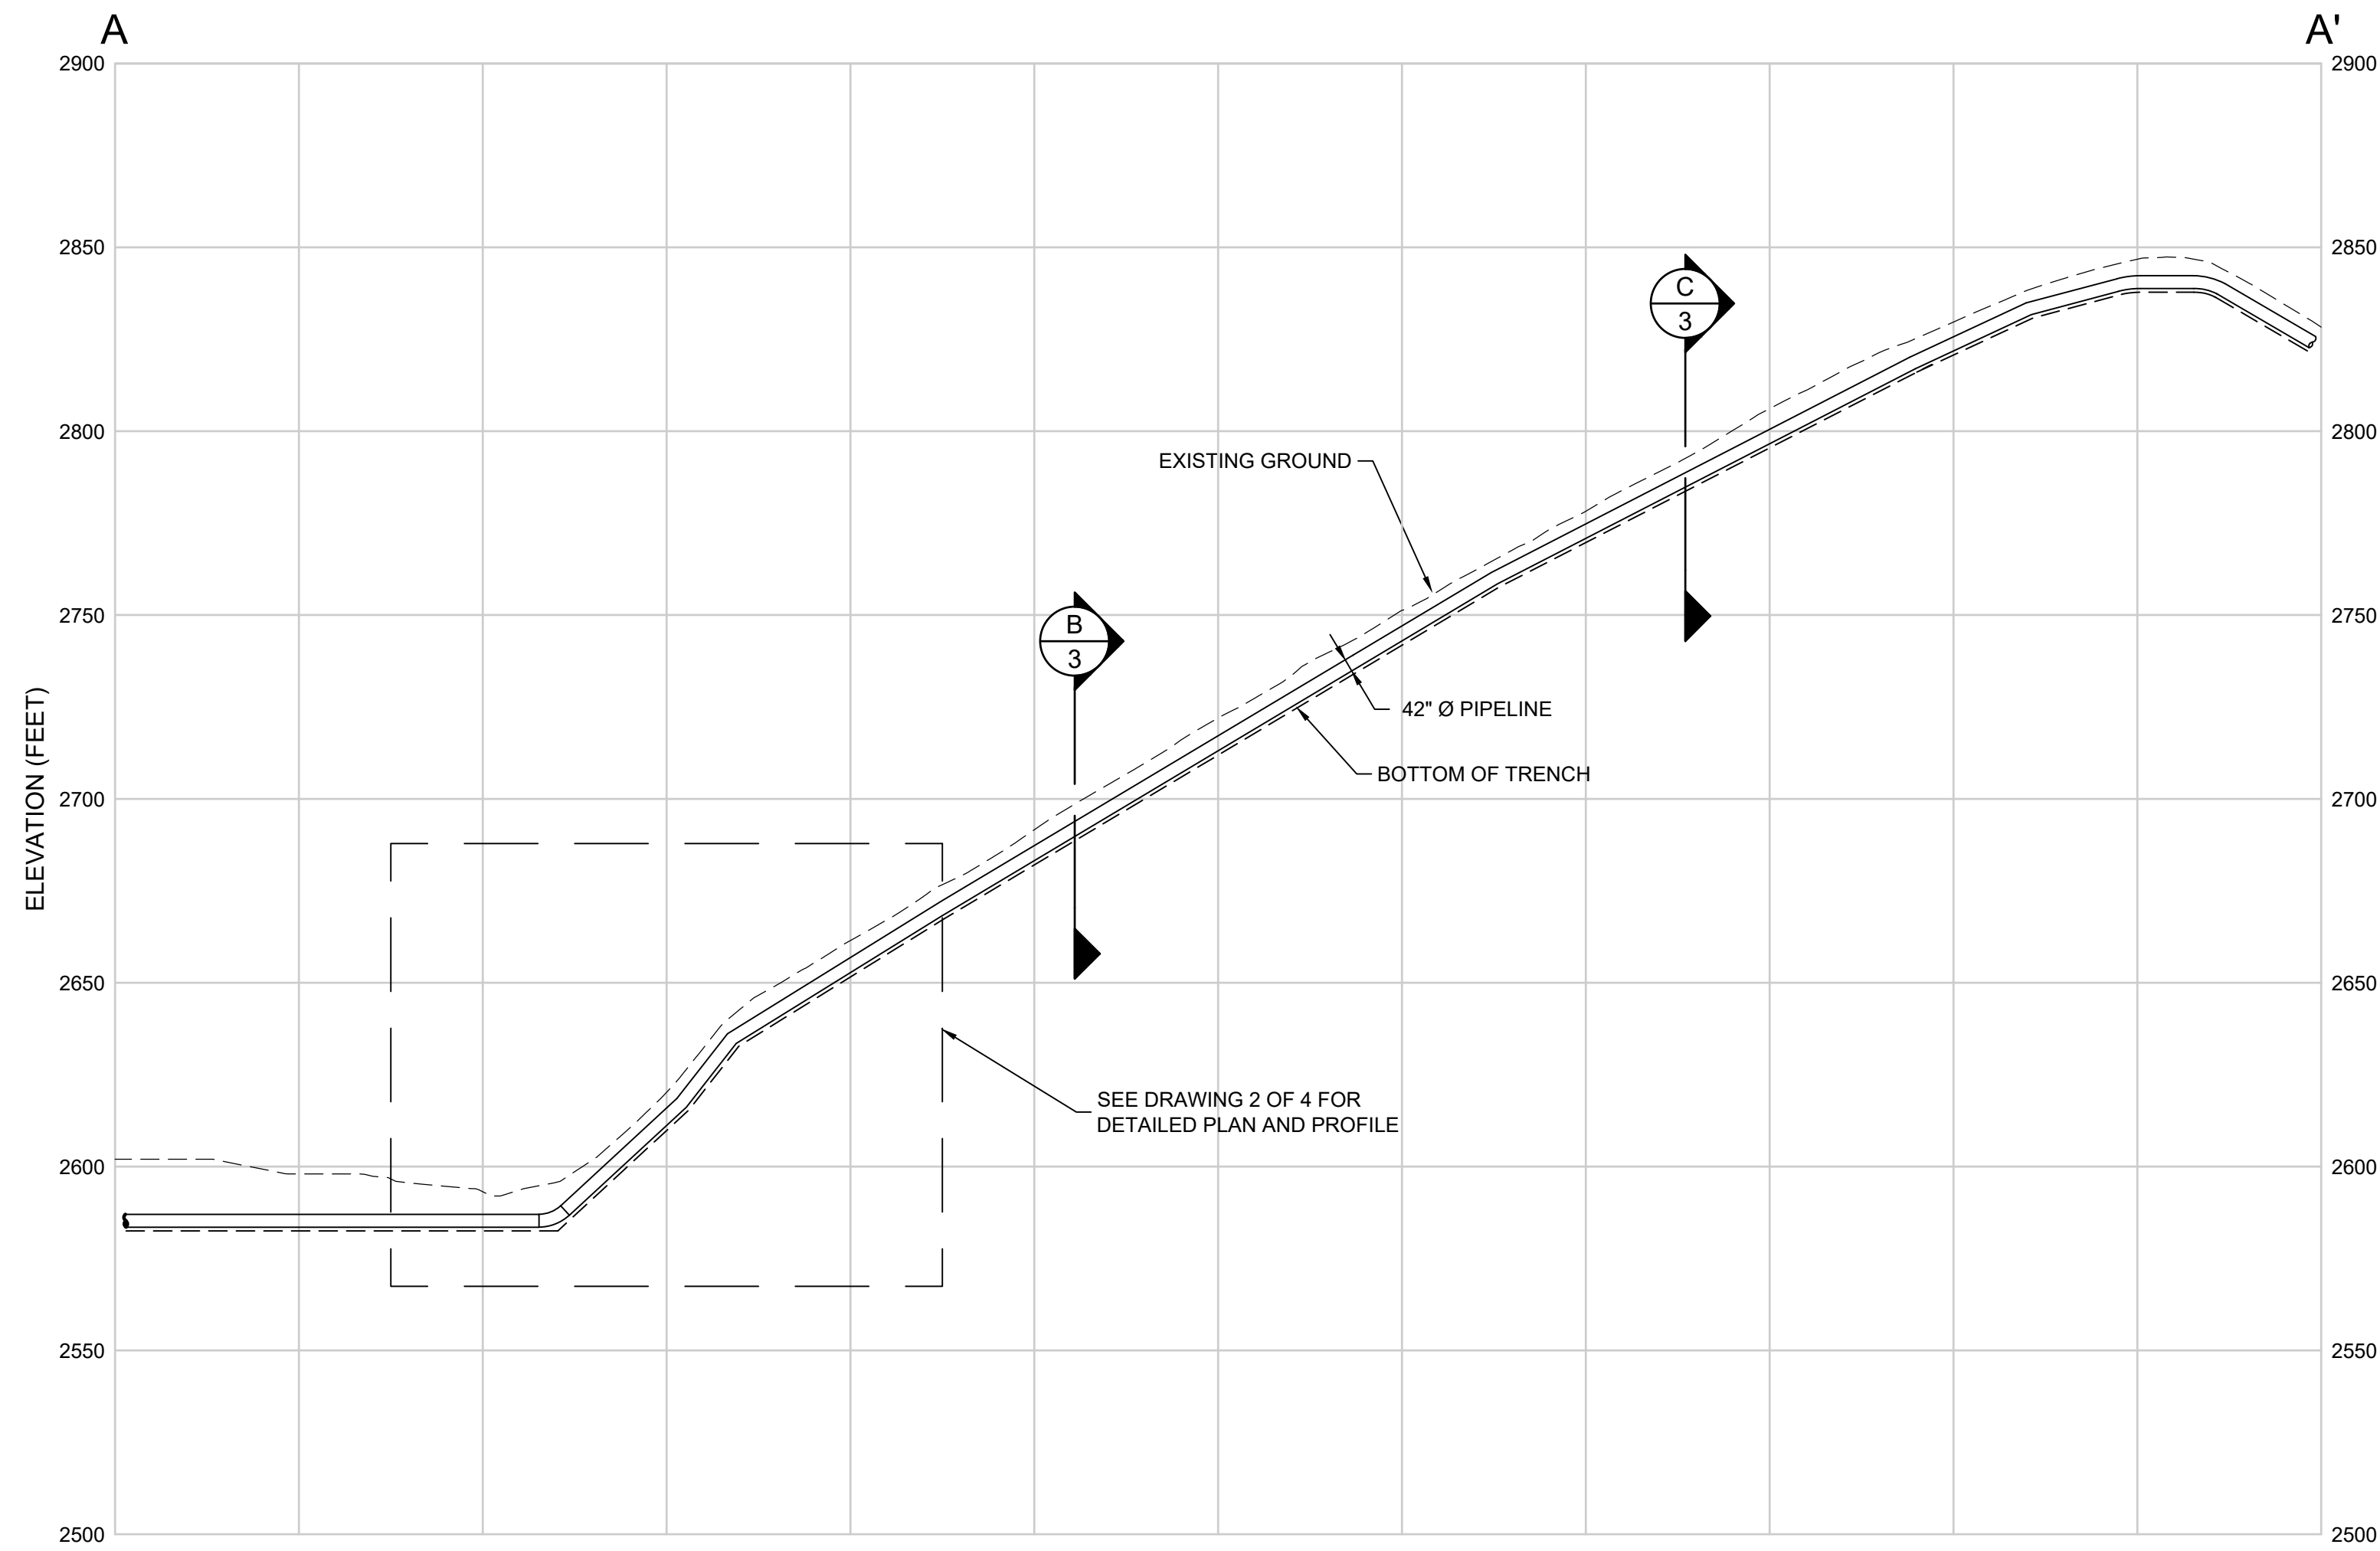 A
A'
2900
2900
2850
2850
C
3
2800
2800
EXISTING GROUND
2750
2750
B
3
42" Ø PIPELINE
BOTTOM OF TRENCH
2700
2700
ELEVATION (FEET)
2650
2650
SEE DRAWING 2 OF 4 FOR
DETAILED PLAN AND PROFILE
2600
2600
2550
2550
2500
2500